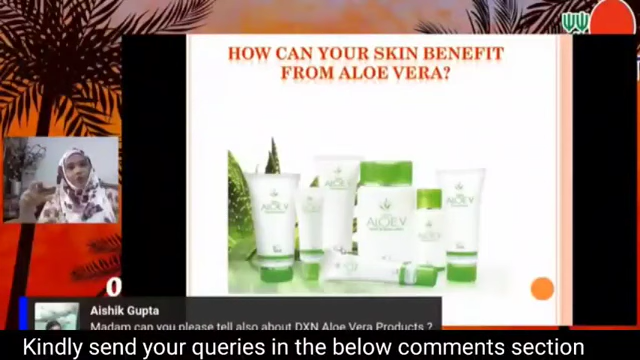 HOW CAN YOUR SKIN BENEFIT
FROM ALOE VERA?
ALOE V
ALOE V
ALOE V
ALOE V
0
Aishik Gupta
Madam can you please tell also about DXN Aloe Vera Products ?
Kindly send your queries in the below comments section